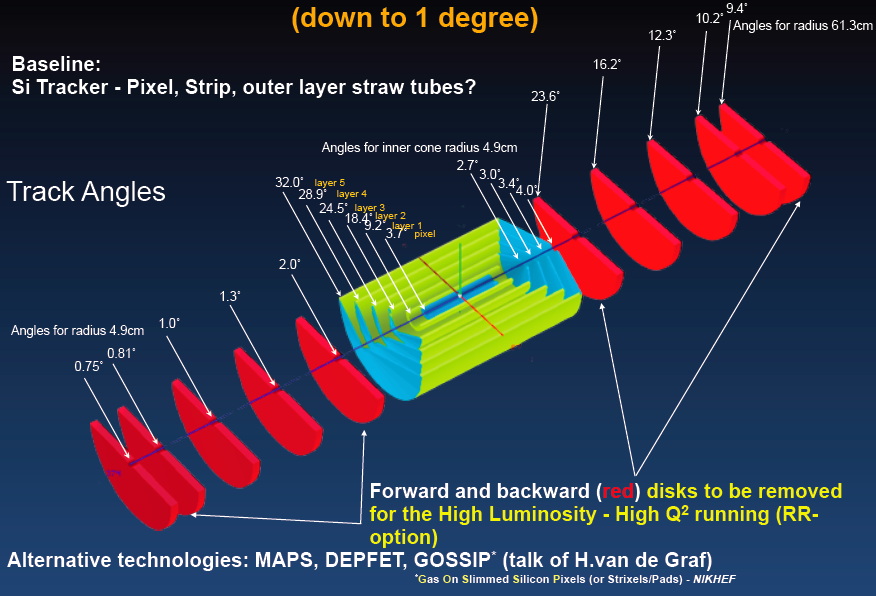 (down to 1 degree)
9.4°
10.2°
Angles for radius 61.3cm
12.3°
16.2°
23.6°
Baseline:
Si Tracker - Pixel, Strip, outer layer straw tubes?
Angles for inner cone radius 4.9cm
2.7°
3.0°
3.4°
4.0°
Track Angles
32.0° layer 5
28.9° layer 4
24.5° layer 3
18.4° layer 2
9.2° layer 1
3.7° pixel
2.0°
1.3°
1.0°
Angles for radius 4.9cm
0.81°
0.75°
Forward and backward (red) disks to be removed
for the High Luminosity - High Q² running (RR-
option)
Alternative technologies: MAPS, DEPFET, GOSSIP* (talk of H.van de Graf)
*Gas On Slimmed Silicon Pixels (or Strixels/Pads) - NIKHEF